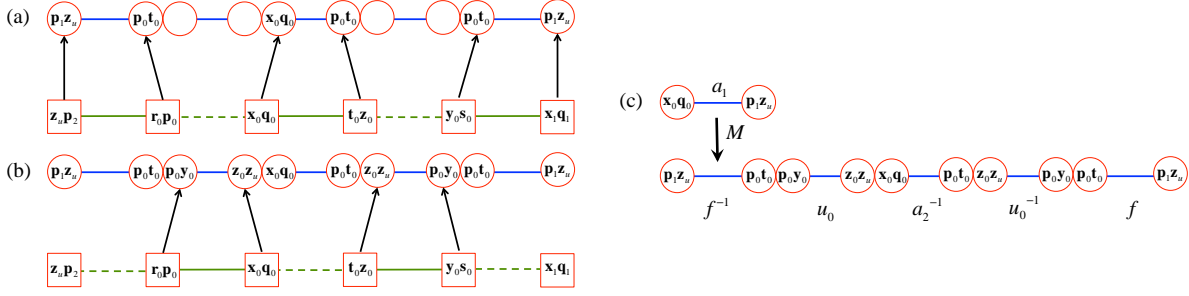 (a) p₁zᵤ p₀t₀ x₀q₀ p₀t₀ p₀t₀ p₁zᵤ
zᵤp₂ r₀p₀ x₀q₀ t₀z₀ y₀s₀ x₁q₁
(b) p₁zᵤ p₀t₀ p₀y₀ z₀zᵤ x₀q₀ p₀t₀ z₀zᵤ p₀y₀ p₀t₀ p₁zᵤ
zᵤp₂ r₀p₀ x₀q₀ t₀z₀ y₀s₀ x₁q₁
(c) x₀q₀ a₁ p₁zᵤ
M
p₁zᵤ p₀t₀ p₀y₀ z₀zᵤ x₀q₀ p₀t₀ z₀zᵤ p₀y₀ p₀t₀ p₁zᵤ
f⁻¹ u₀ a₂⁻¹ u₀⁻¹ f